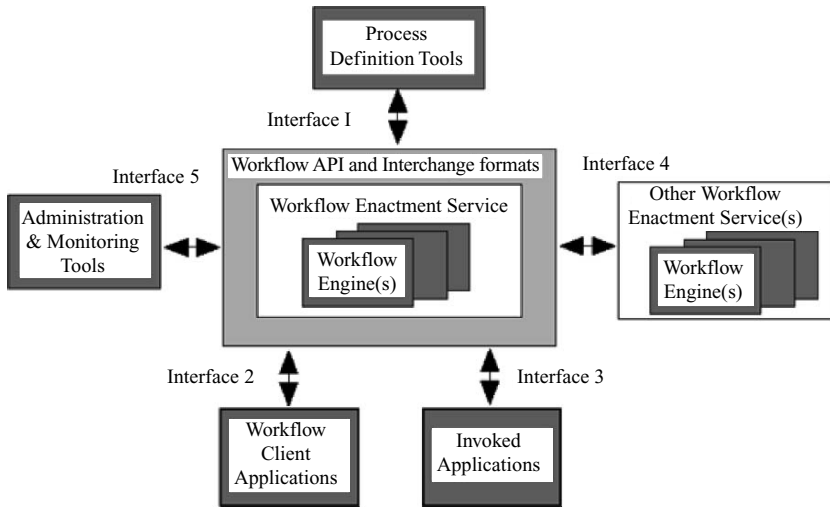 Process
Definition Tools
Interface I
Workflow API and Interchange formats
Interface 5
Interface 4
Workflow Enactment Service
Workflow
Engine(s)
Administration
& Monitoring
Tools
Other Workflow
Enactment Service(s)
Workflow
Engine(s)
Interface 2
Interface 3
Workflow
Client
Applications
Invoked
Applications